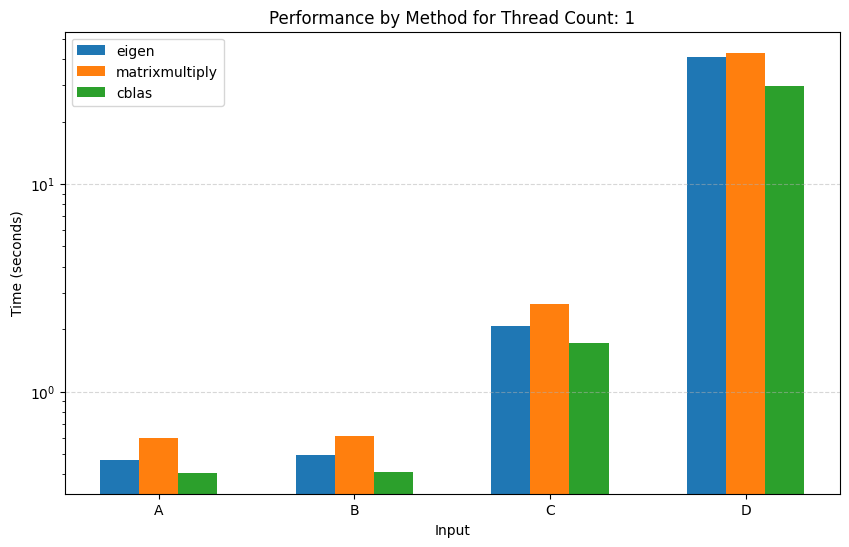 Performance by Method for Thread Count: 1
eigen
matrixmultiply
cblas
10¹
10⁰
Time (seconds)
A B C D
Input